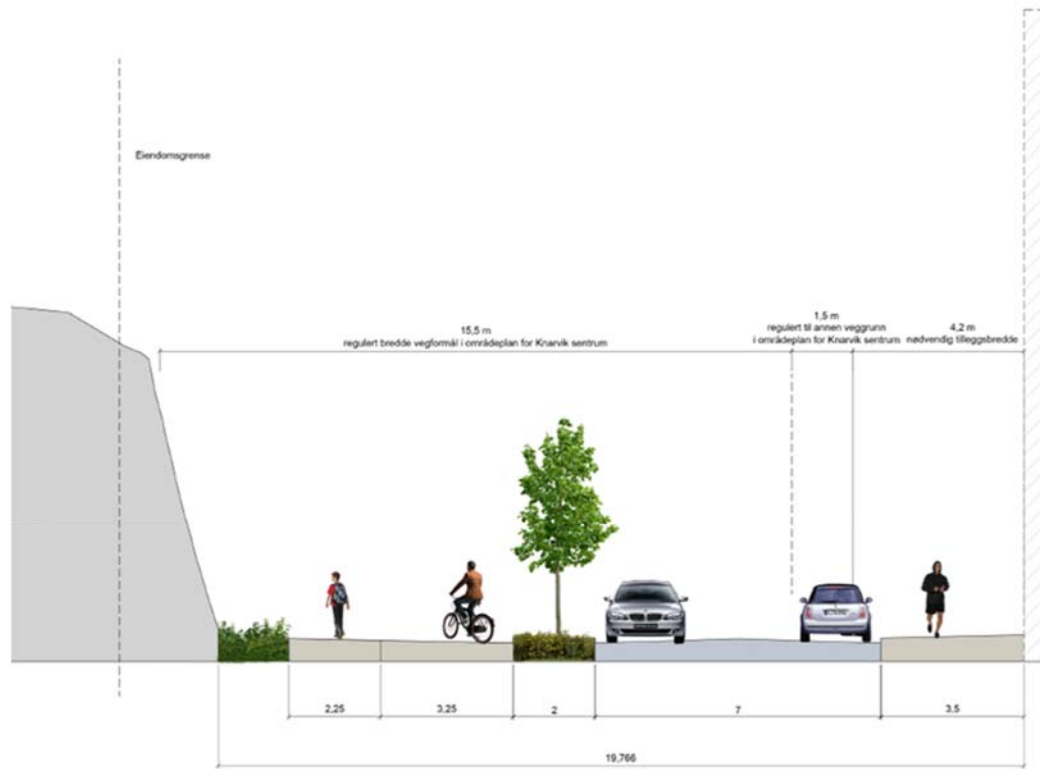 Eiendomsgrense
15,5 m
regulert bredde vegformål i områdeplan for Knarvik sentrum
1,5 m
regulert til annen veggrunn
i områdeplan for Knarvik sentrum
4,2 m
nødvendig tilleggsbredde
2,25
3,25
2
7
3,5
19,766